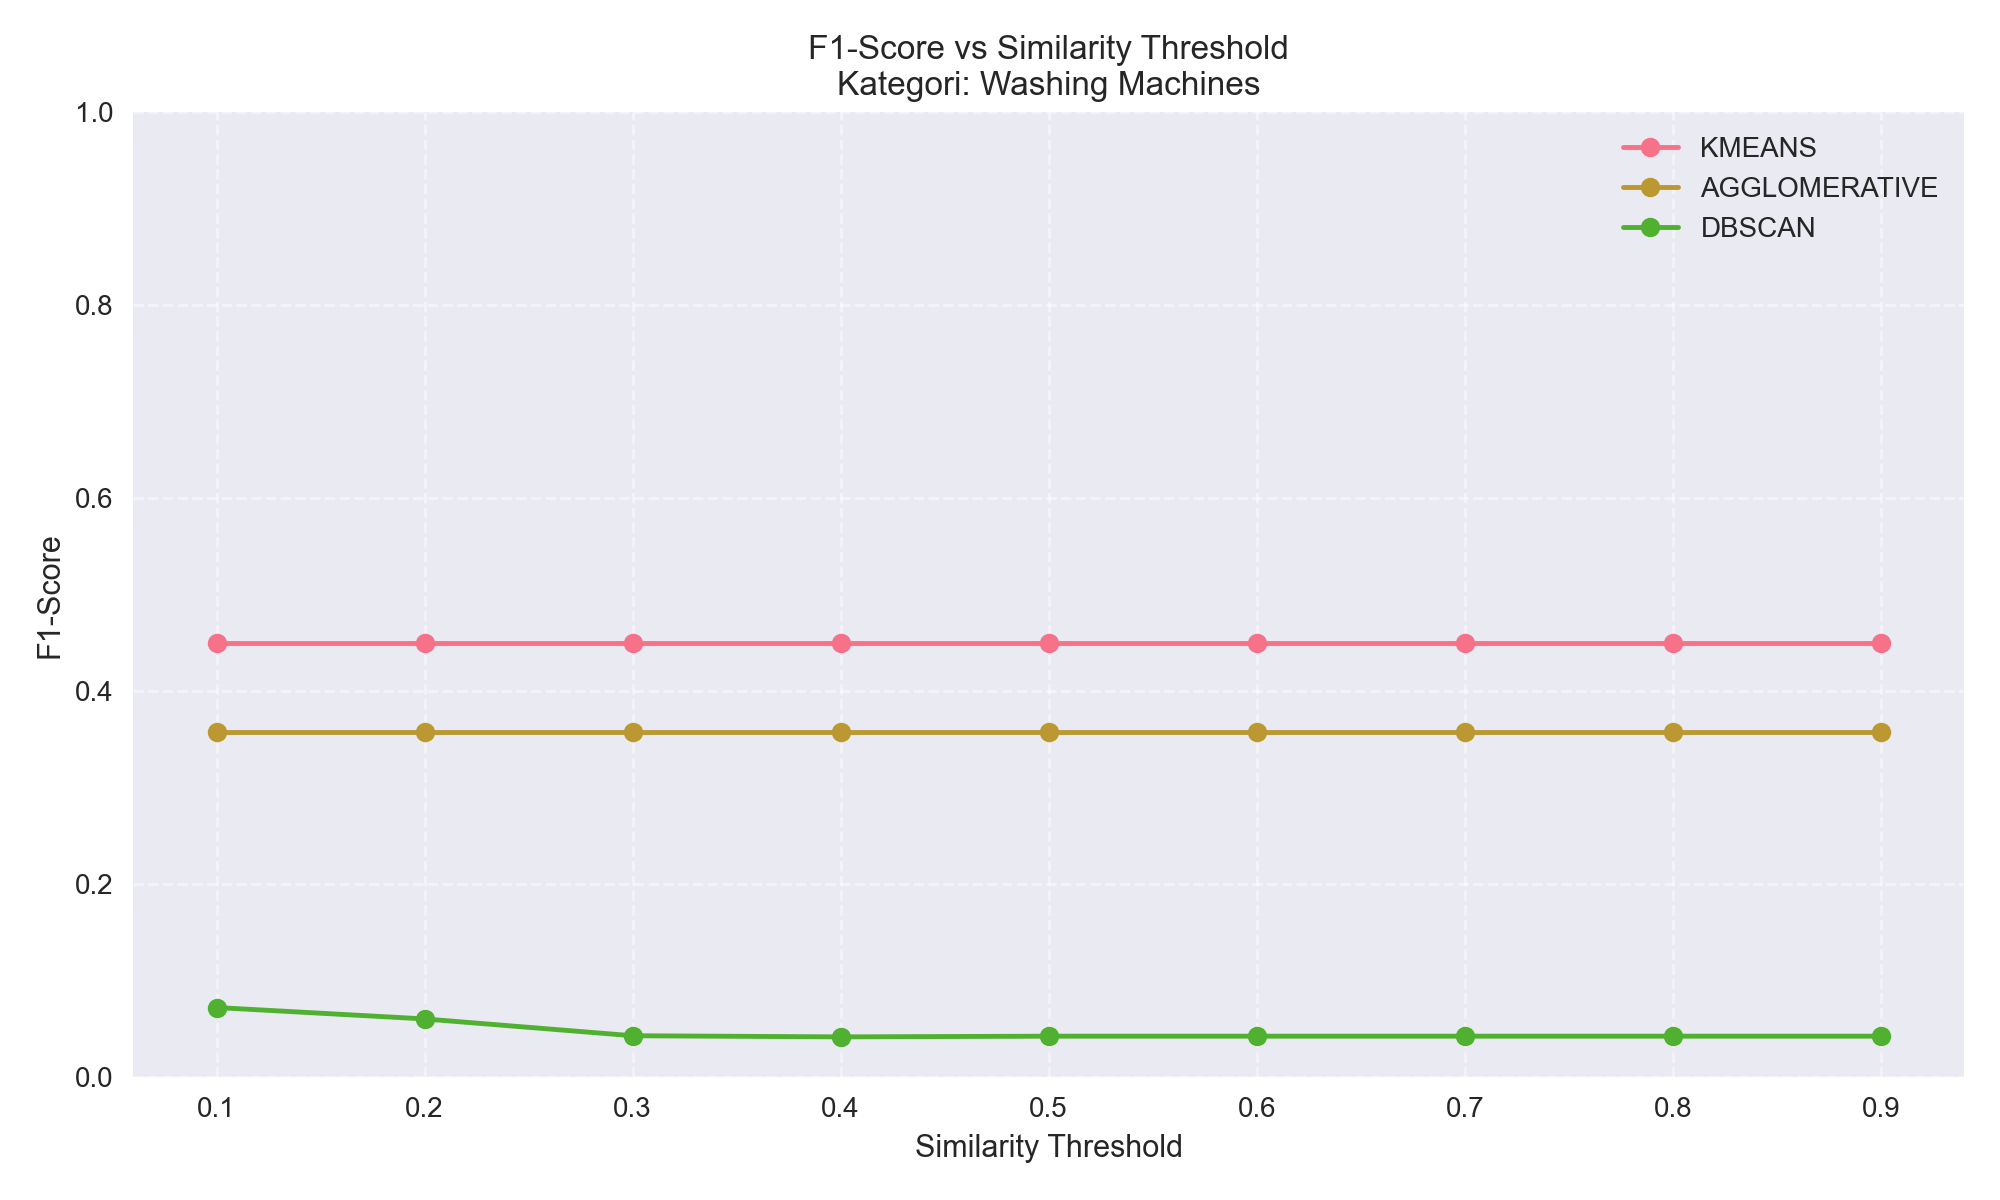 F1-Score vs Similarity Threshold
Kategori: Washing Machines
KMEANS
AGGLOMERATIVE
DBSCAN
F1-Score
1.0
0.8
0.6
0.4
0.2
0.0
0.1 0.2 0.3 0.4 0.5 0.6 0.7 0.8 0.9
Similarity Threshold